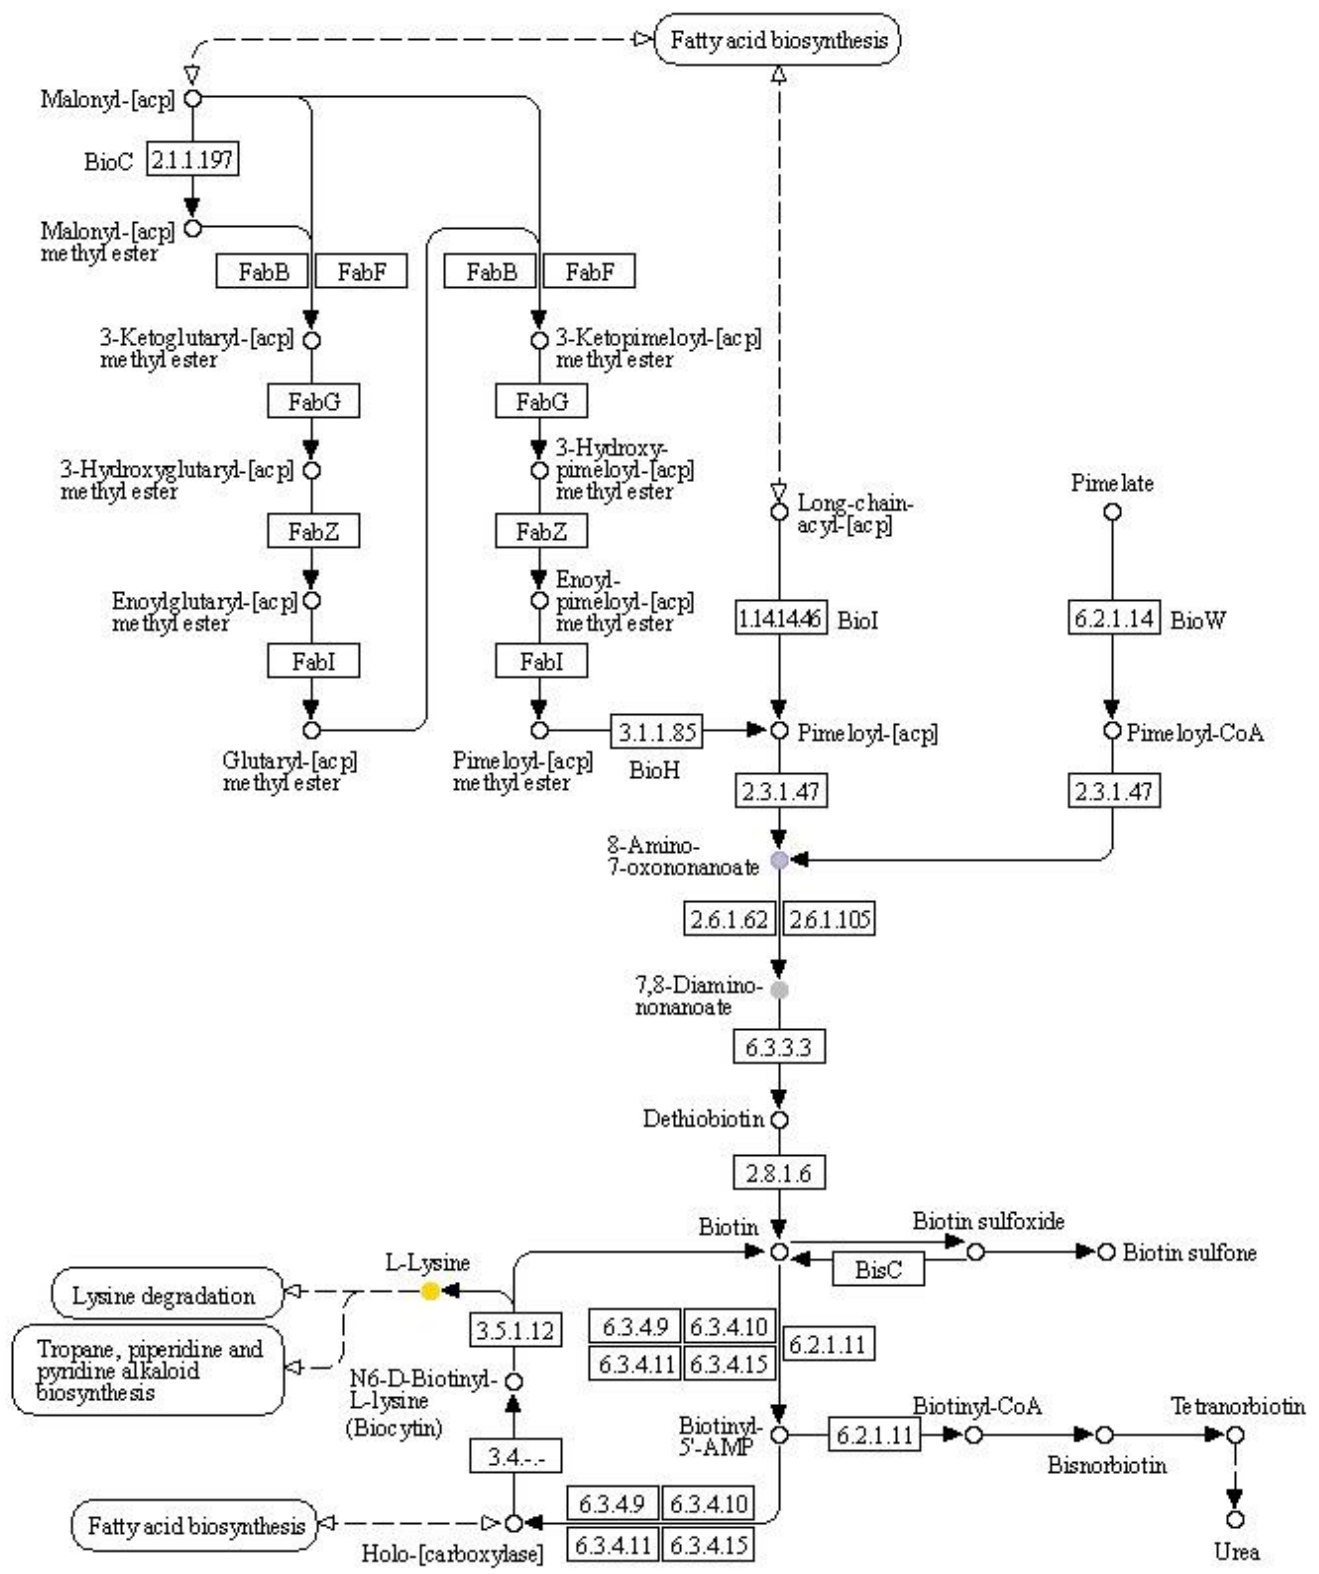 Fatty acid biosynthesis
Malonyl-[acp]
BioC
2.1.1.197
Malonyl-[acp]
methyl ester
FabB
FabF
FabB
FabF
3-Ketoglutaryl-[acp]
methyl ester
3-Ketopimeloyl-[acp]
methyl ester
FabG
FabG
3-Hydroxyglutaryl-[acp]
methyl ester
3-Hydroxy-
pimeloyl-[acp]
methyl ester
Long-chain-
acyl-[acp]
Pimelate
FabZ
FabZ
Enoylglutaryl-[acp]
methyl ester
Enoyl-
pimeloyl-[acp]
methyl ester
1.14.14.46
BioI
6.2.1.14
BioW
FabI
FabI
Glutaryl-[acp]
methyl ester
Pimeloyl-[acp]
methyl ester
3.1.1.85
BioH
Pimeloyl-[acp]
Pimeloyl-CoA
2.3.1.47
2.3.1.47
8-Amino-
7-oxononanoate
2.6.1.62
2.6.1.105
7,8-Diamino-
nonanoate
6.3.3.3
Dethiobiotin
2.8.1.6
Biotin
Biotin sulfoxide
BisC
Biotin sulfone
L-Lysine
Lysine degradation
3.5.1.12
6.3.4.9
6.3.4.10
6.3.4.11
6.3.4.15
6.2.1.11
Tropane, piperidine and
pyridine alkaloid
biosynthesis
N6-D-Biotinyl-
L-lysine
(Biocytin)
Biotinyl-
5'-AMP
6.2.1.11
Biotinyl-CoA
Bisnorbiotin
Tetranorbiotin
3.4.-.-
Fatty acid biosynthesis
Holo-[carboxylase]
6.3.4.9
6.3.4.10
6.3.4.11
6.3.4.15
Urea